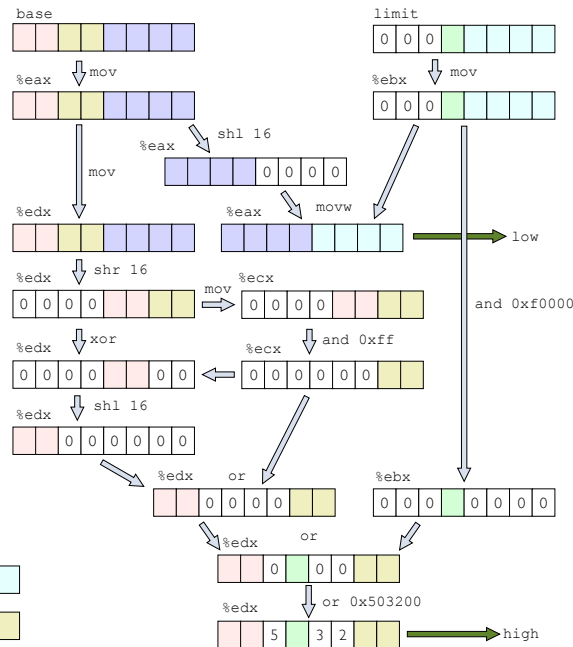 base limit
0 0 0
mov mov
%eax %ebx
0 0 0
shl 16
%eax
0 0 0 0
mov
%edx %eax movw
low
%edx shr 16
mov %ecx
0 0 0 0 0 0 0 0
and 0xf0000
xor and 0xff
%edx %ecx
0 0 0 0 0 0 0 0 0 0 0 0
shl 16
%edx
0 0 0 0 0 0
%edx or %ebx
0 0 0 0 0 0 0 0 0 0 0
or
%edx
0 0 0
or 0x503200
%edx
5 3 2 high